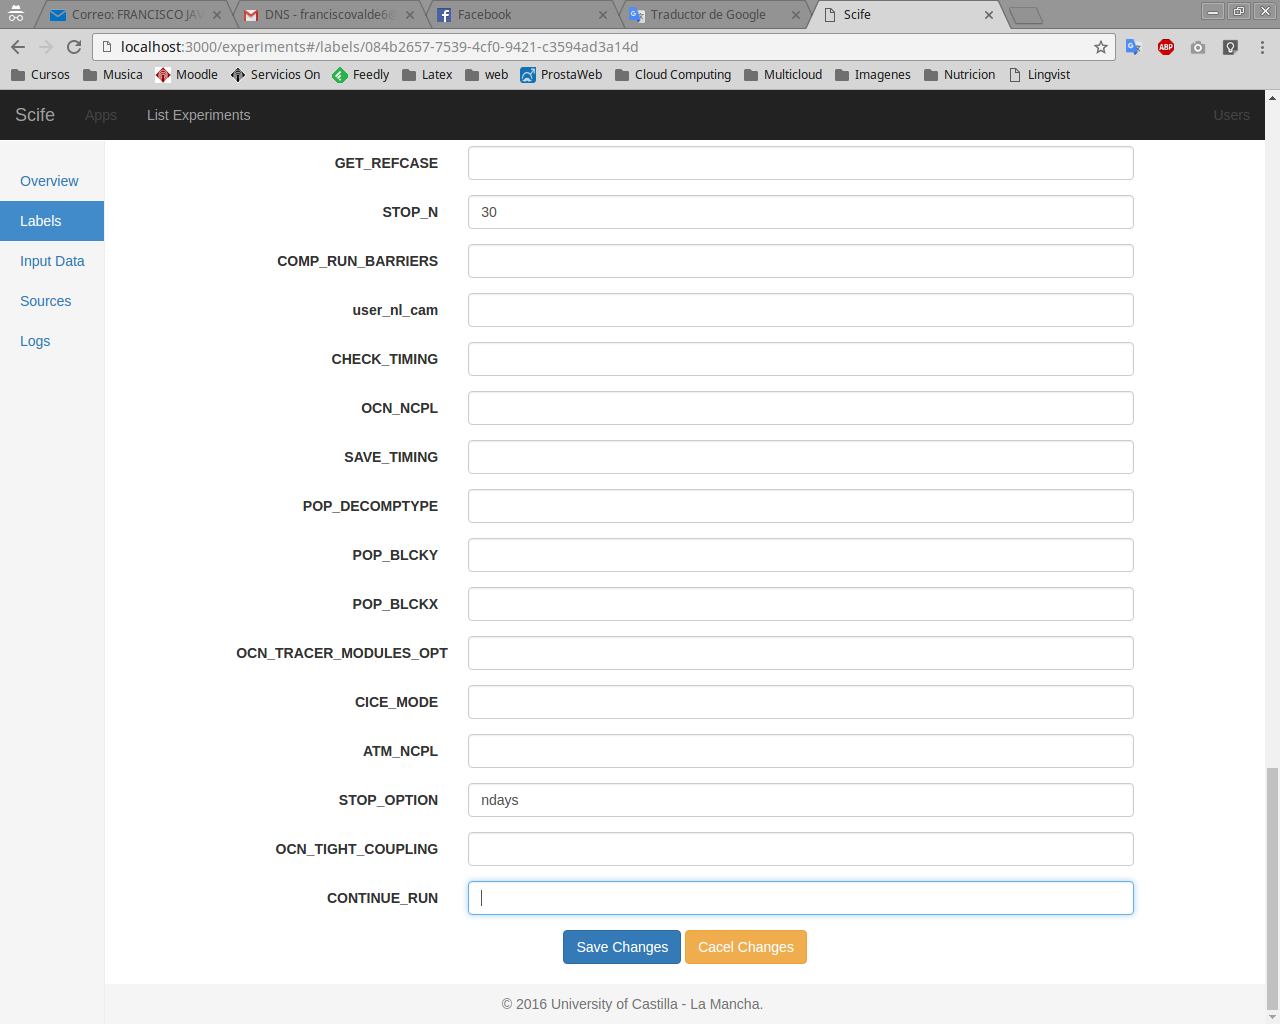 Correo: FRANCISCO JAV
DNS - franciscovalde6@
Facebook
Traductor de Google
Scife
localhost:3000/experiments#/labels/084b2657-7539-4cf0-9421-c3594ad3a14d
ABP
Cursos Musica Moodle Servicios On Feedly Latex web ProstaWeb Cloud Computing Multicloud Imagenes Nutricion Lingvist
Scife Apps List Experiments Users
Overview
Labels
Input Data
Sources
Logs
GET_REFCASE
STOP_N 30
COMP_RUN_BARRIERS
user_nl_cam
CHECK_TIMING
OCN_NCPL
SAVE_TIMING
POP_DECOMPTYPE
POP_BLCKY
POP_BLCKX
OCN_TRACER_MODULES_OPT
CICE_MODE
ATM_NCPL
STOP_OPTION ndays
OCN_TIGHT_COUPLING
CONTINUE_RUN
Save Changes Cacel Changes
© 2016 University of Castilla - La Mancha.